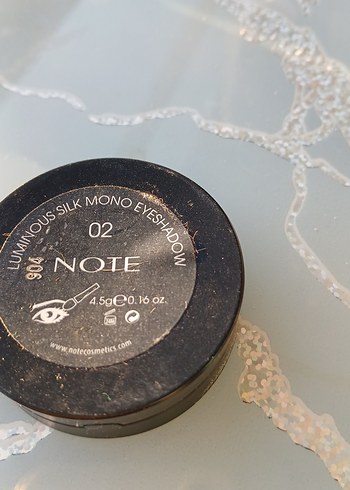 LUMINOUS SILK MONO EYESHADOW
02
904
NOTE
4.5g℮0.16 oz.
www.notecosmetics.com